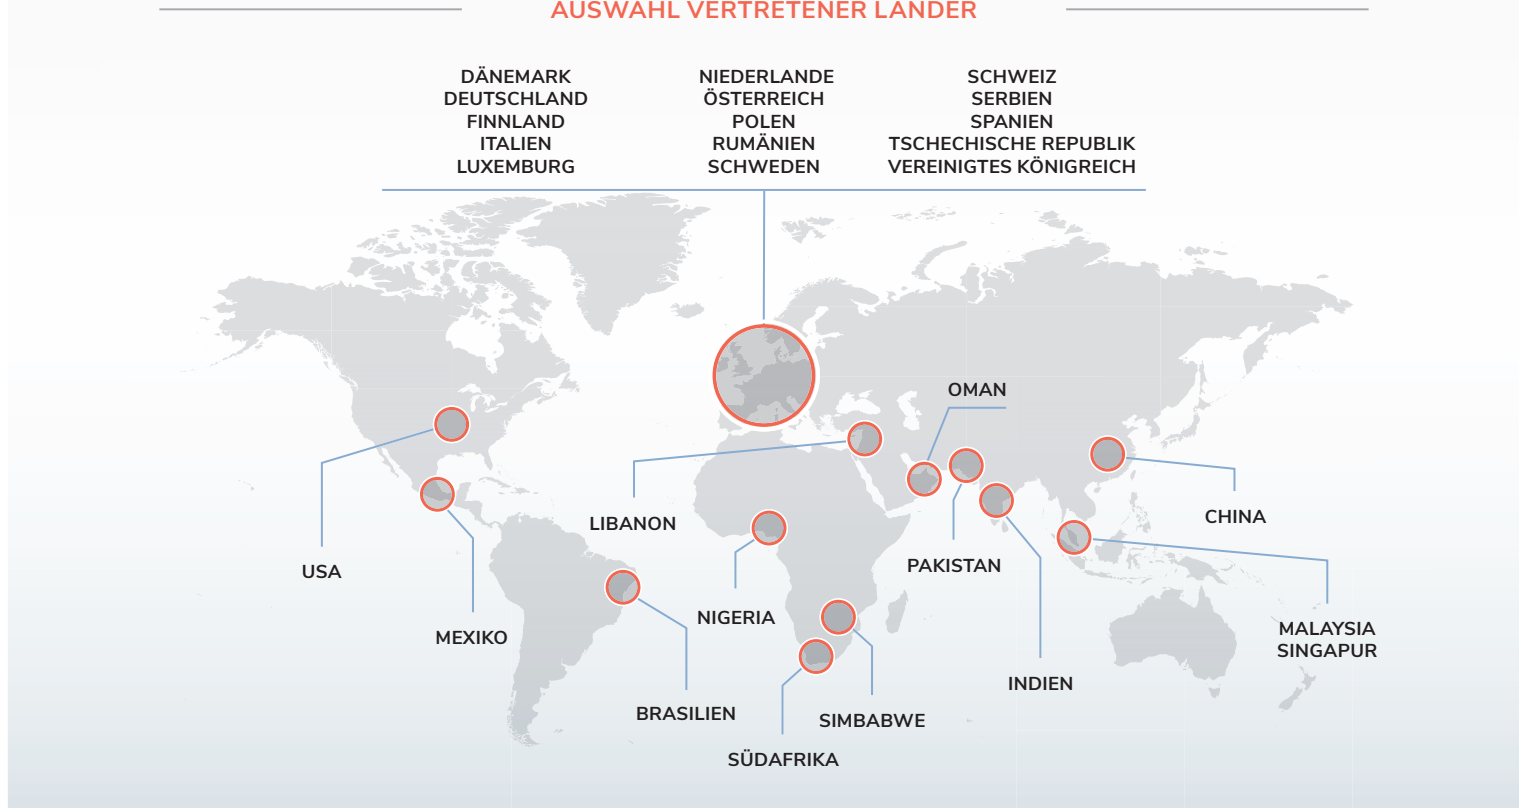 AUSWAHL VERTRETENER LÄNDER
DÄNEMARK
DEUTSCHLAND
FINNLAND
ITALIEN
LUXEMBURG
NIEDERLANDE
ÖSTERREICH
POLEN
RUMÄNIEN
SCHWEDEN
SCHWEIZ
SERBIEN
SPANIEN
TSCHECHISCHE REPUBLIK
VEREINIGTES KÖNIGREICH
OMAN
LIBANON
CHINA
PAKISTAN
USA
NIGERIA
MEXIKO
MALAYSIA
SINGAPUR
INDIEN
BRASILIEN
SIMBABWE
SÜDAFRIKA